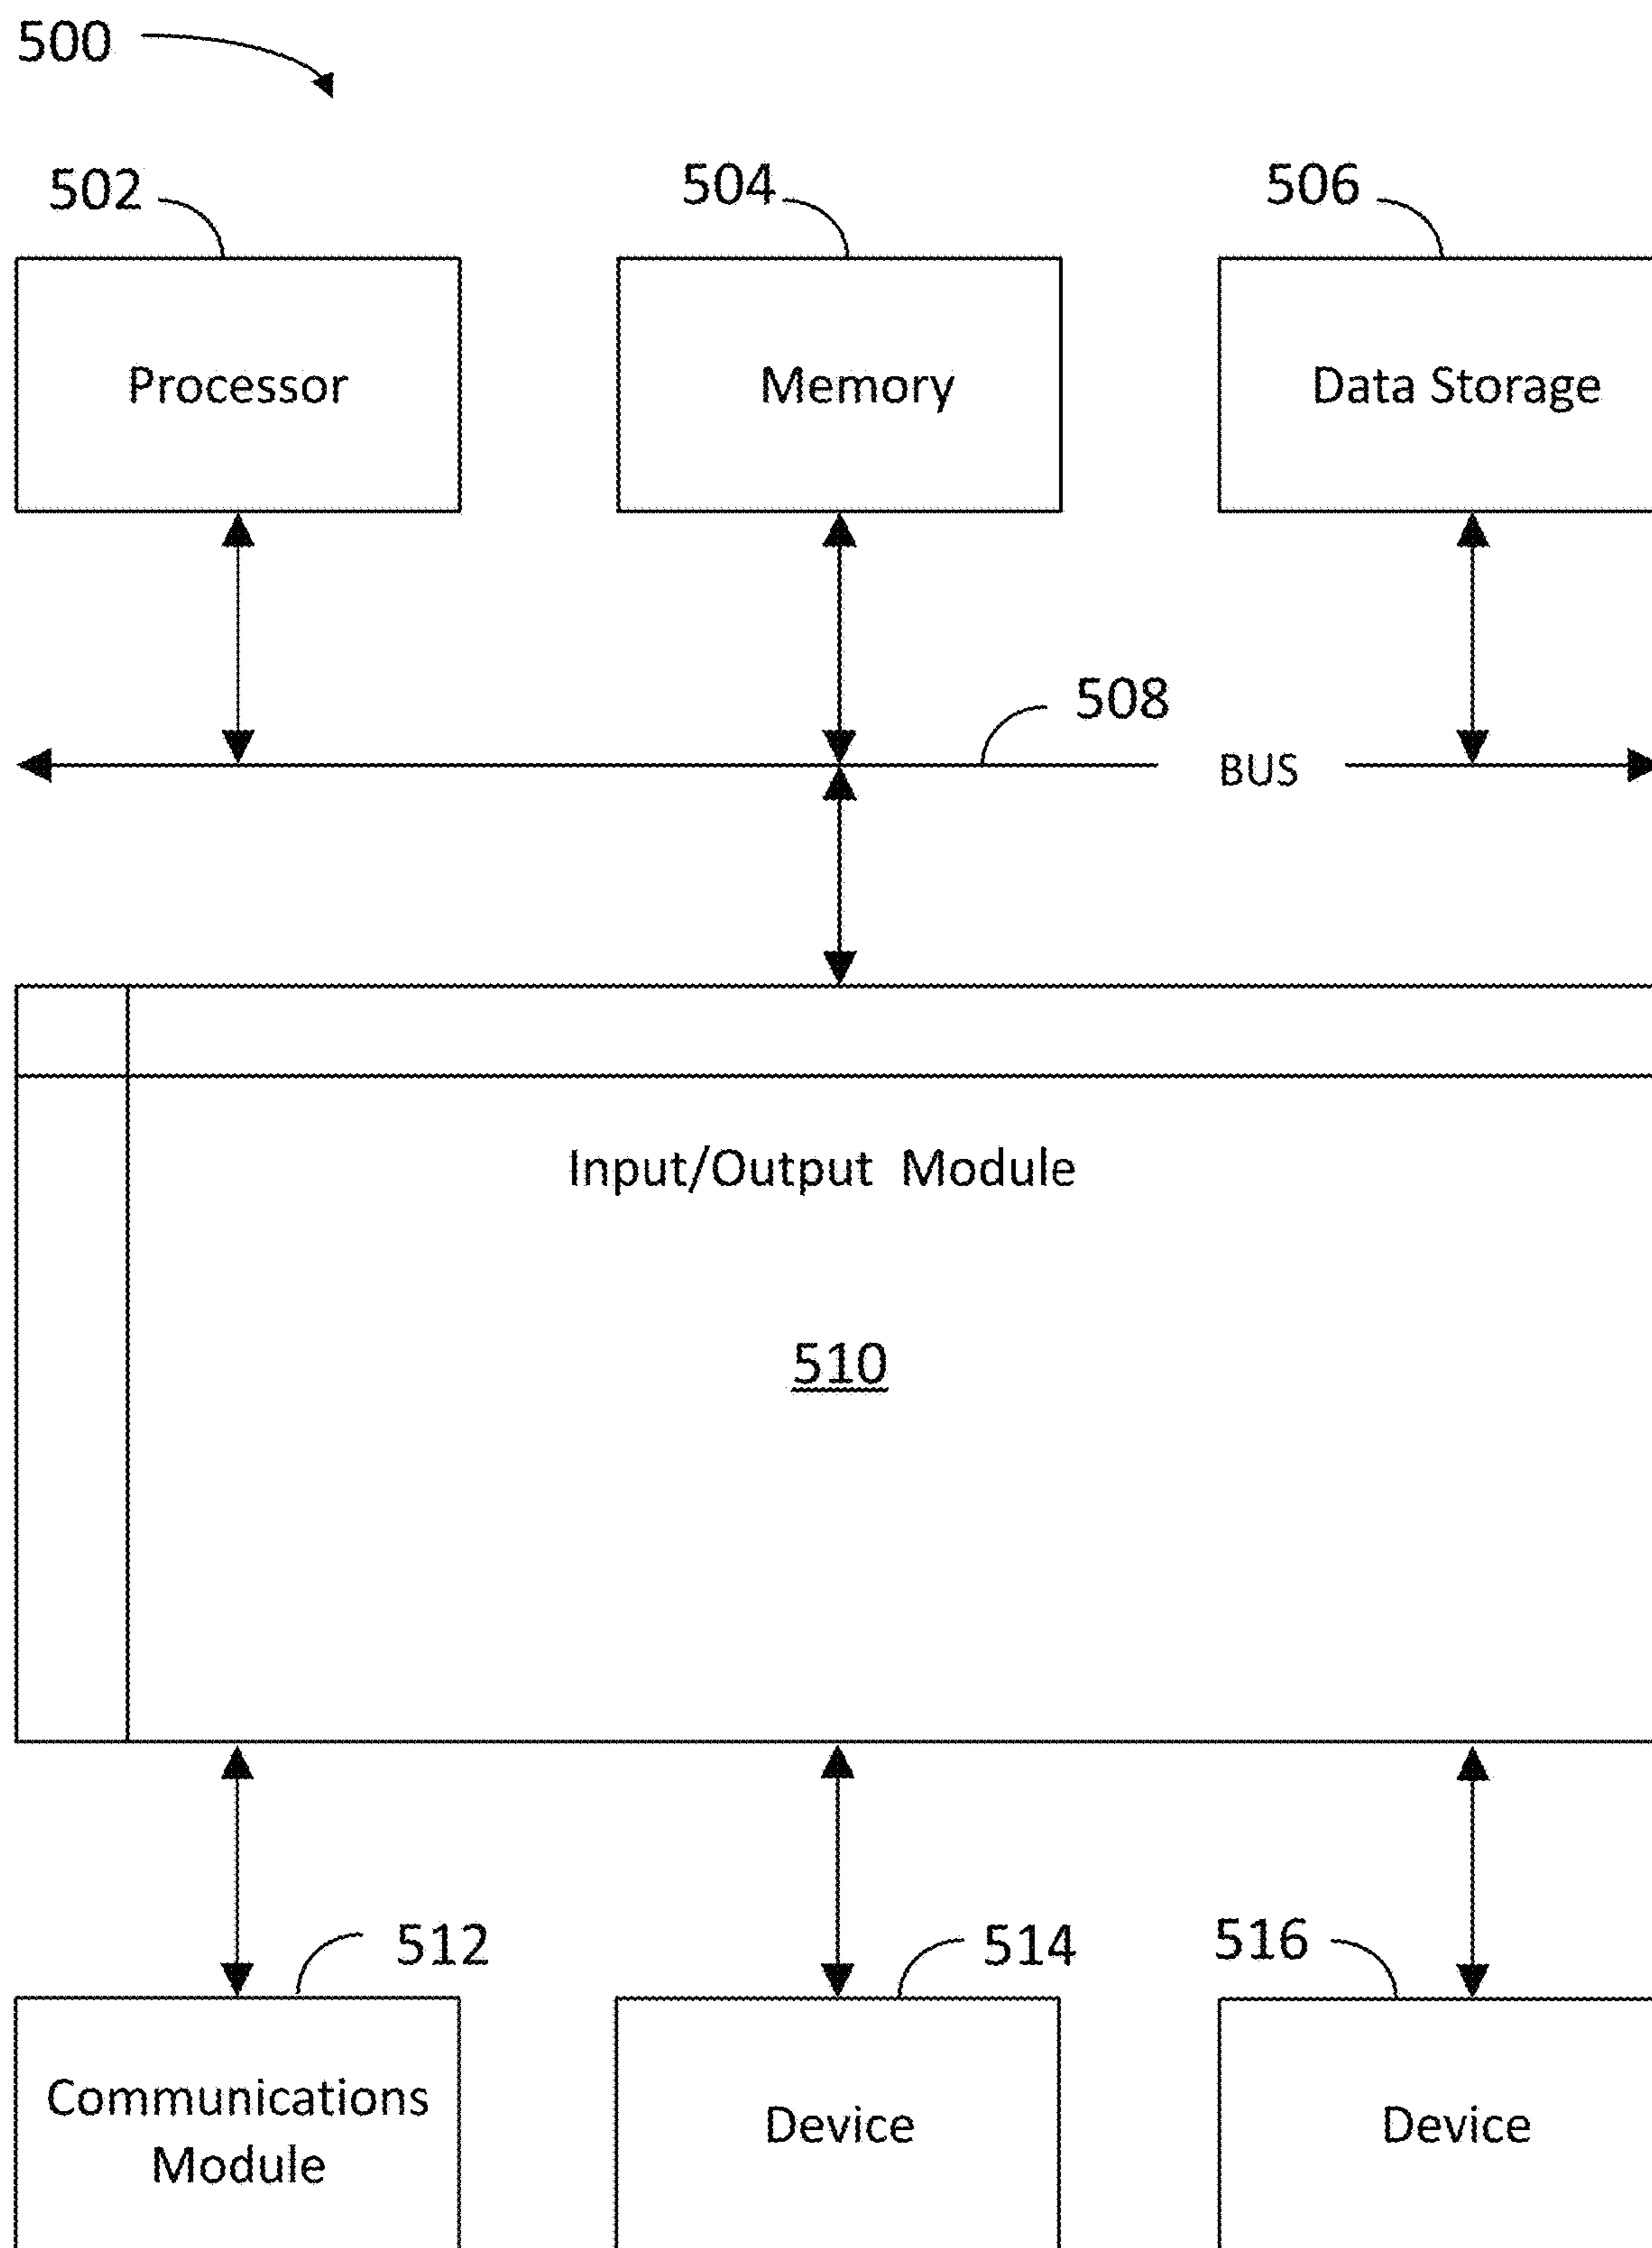 500
502
504
506
Processor
Memory
Data Storage
508
BUS
Input/Output Module
510
512
514
516
Communications
Module
Device
Device